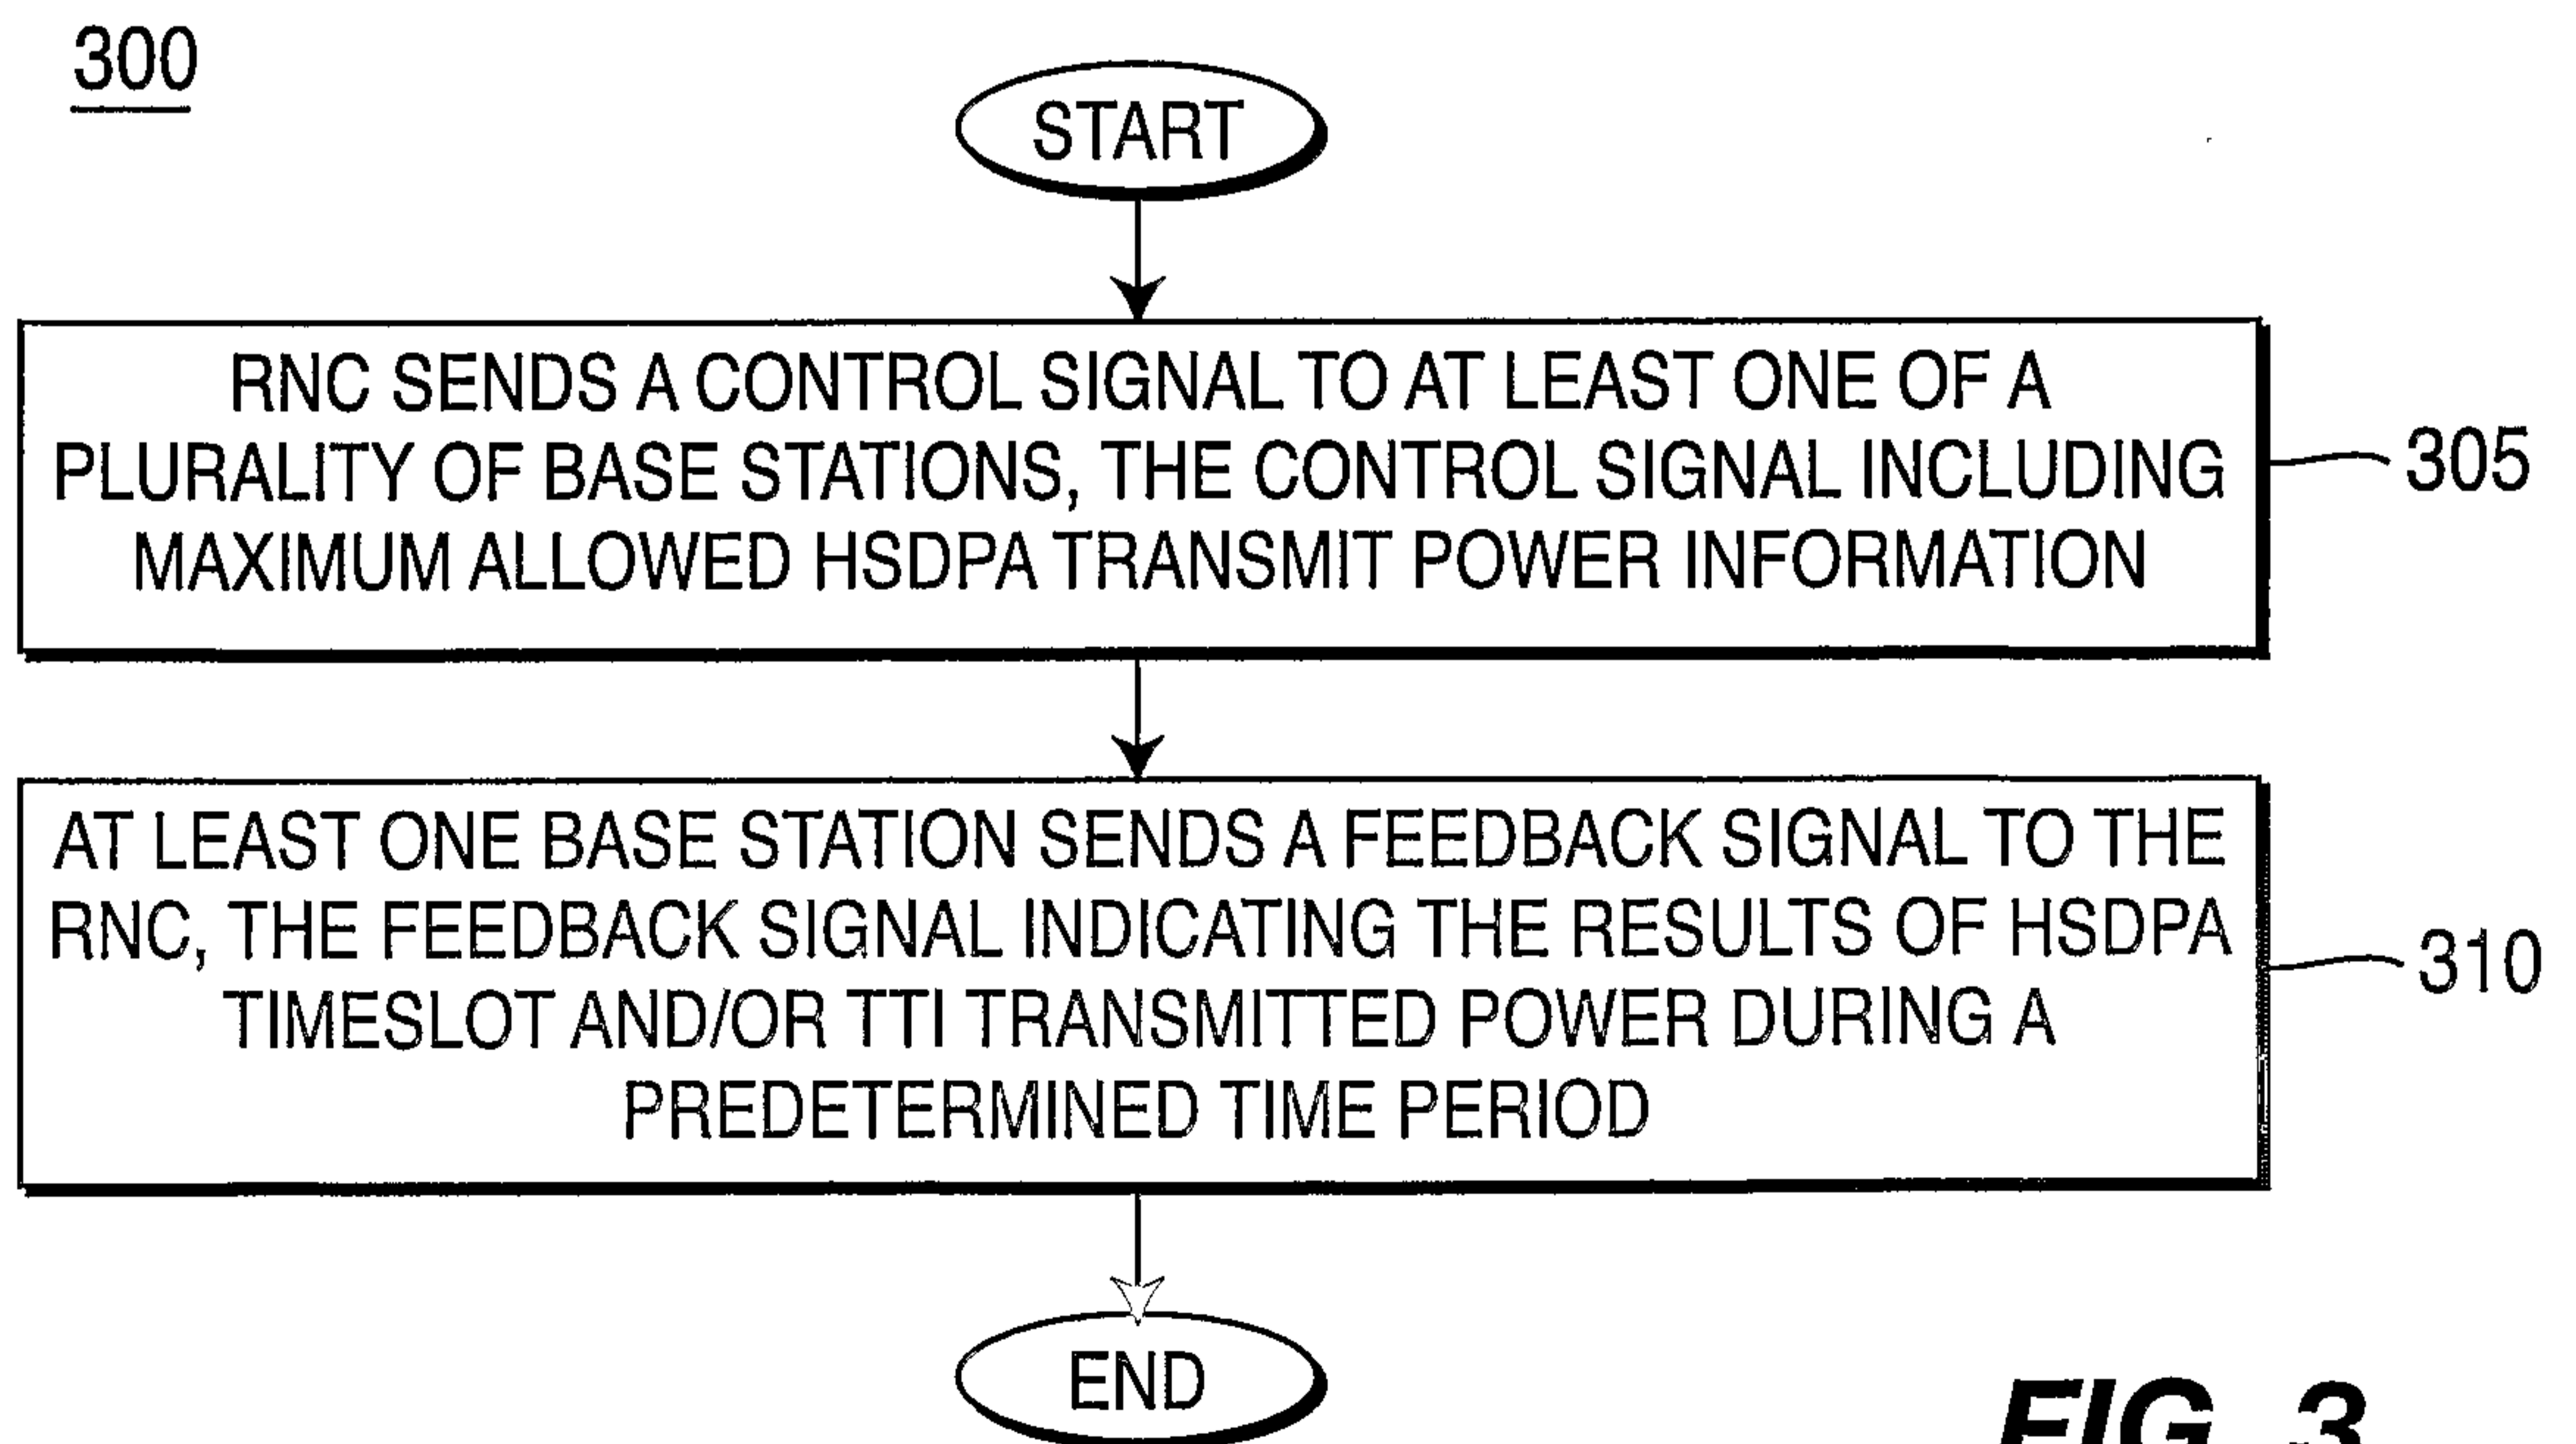 300
START
RNC SENDS A CONTROL SIGNAL TO AT LEAST ONE OF A
PLURALITY OF BASE STATIONS, THE CONTROL SIGNAL INCLUDING
MAXIMUM ALLOWED HSDPA TRANSMIT POWER INFORMATION
305
AT LEAST ONE BASE STATION SENDS A FEEDBACK SIGNAL TO THE
RNC, THE FEEDBACK SIGNAL INDICATING THE RESULTS OF HSDPA
TIMESLOT AND/OR TTI TRANSMITTED POWER DURING A
PREDETERMINED TIME PERIOD
310
END
FIG. 3